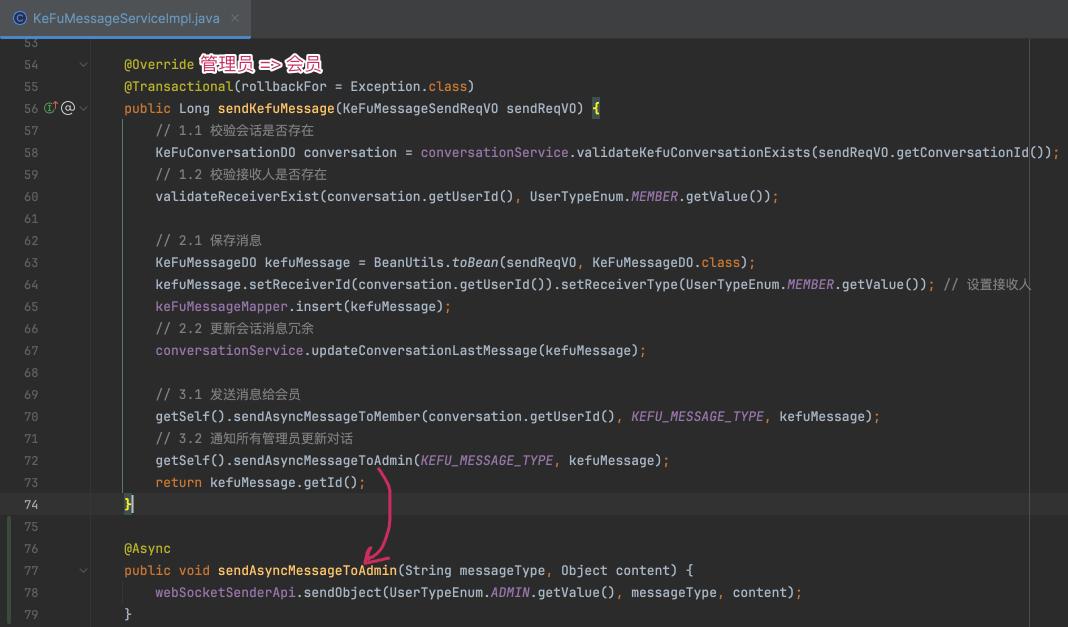 KeFuMessageServiceImpl.java
53
54 @Override 管理员 => 会员
55 @Transactional(rollbackFor = Exception.class)
56 public Long sendKefuMessage(KeFuMessageSendReqVO sendReqVO) {
57 // 1.1 校验会话是否存在
58 KeFuConversationDO conversation = conversationService.validateKefuConversationExists(sendReqVO.getConversationId());
59 // 1.2 校验接收人是否存在
60 validateReceiverExist(conversation.getUserId(), UserTypeEnum.MEMBER.getValue());
61
62 // 2.1 保存消息
63 KeFuMessageDO kefuMessage = BeanUtils.toBean(sendReqVO, KeFuMessageDO.class);
64 kefuMessage.setReceiverId(conversation.getUserId()).setReceiverType(UserTypeEnum.MEMBER.getValue()); // 设置接收人
65 keFuMessageMapper.insert(kefuMessage);
66 // 2.2 更新会话消息冗余
67 conversationService.updateConversationLastMessage(kefuMessage);
68
69 // 3.1 发送消息给会员
70 getSelf().sendAsyncMessageToMember(conversation.getUserId(), KEFU_MESSAGE_TYPE, kefuMessage);
71 // 3.2 通知所有管理员更新对话
72 getSelf().sendAsyncMessageToAdmin(KEFU_MESSAGE_TYPE, kefuMessage);
73 return kefuMessage.getId();
74 }
75
76 @Async
77 public void sendAsyncMessageToAdmin(String messageType, Object content) {
78 webSocketSenderApi.sendObject(UserTypeEnum.ADMIN.getValue(), messageType, content);
79 }